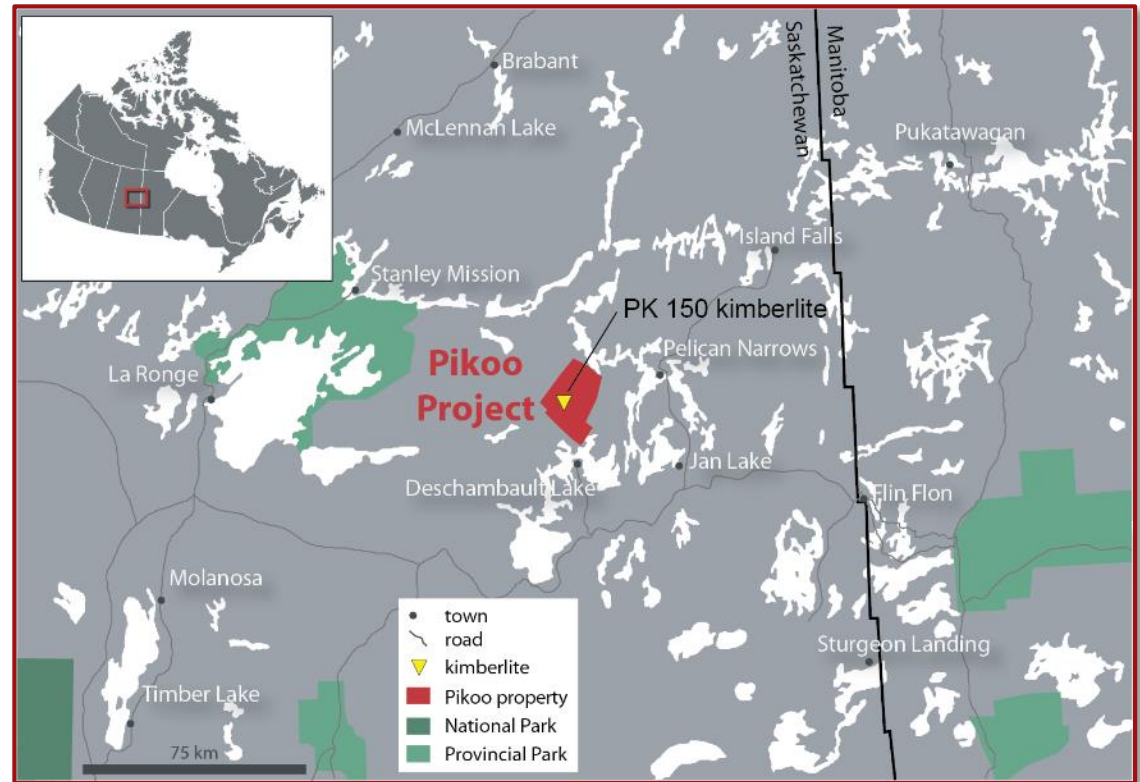 Brabant
Saskatchewan
Manitoba
McLennan Lake
Pukatawagan
Island Falls
Stanley Mission
PK 150 kimberlite
Pelican Narrows
La Ronge
Pikoo
Project
Jan Lake
Deschambault Lake
Flin Flon
Molanosa
town
road
kimberlite
Pikoo property
National Park
Provincial Park
Sturgeon Landing
Timber Lake
75 km